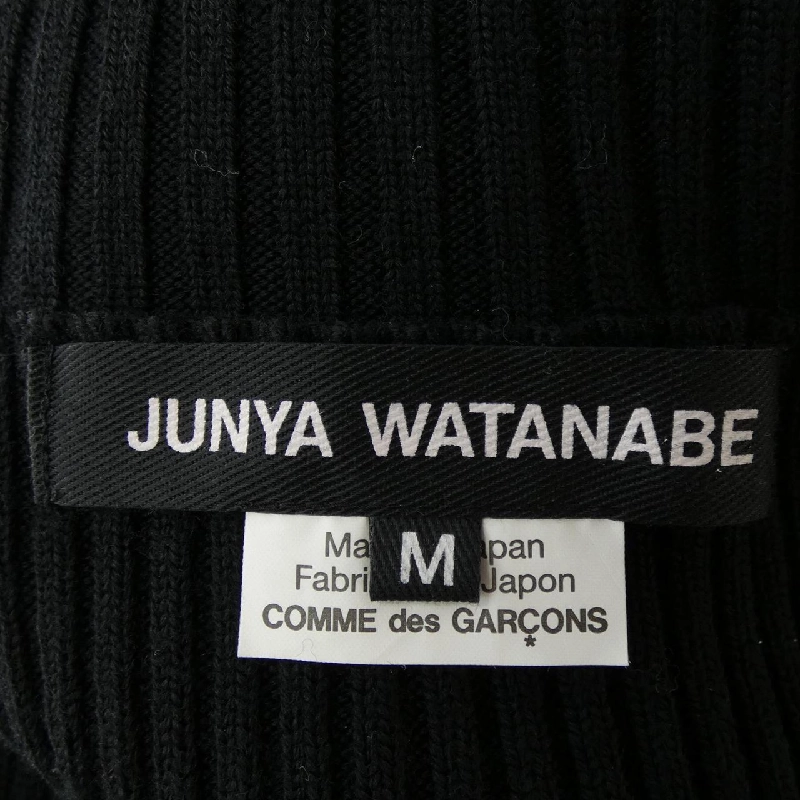 JUNYA WATANABE
M
Ma apan
Fabri Japon
COMME des GARÇONS
*